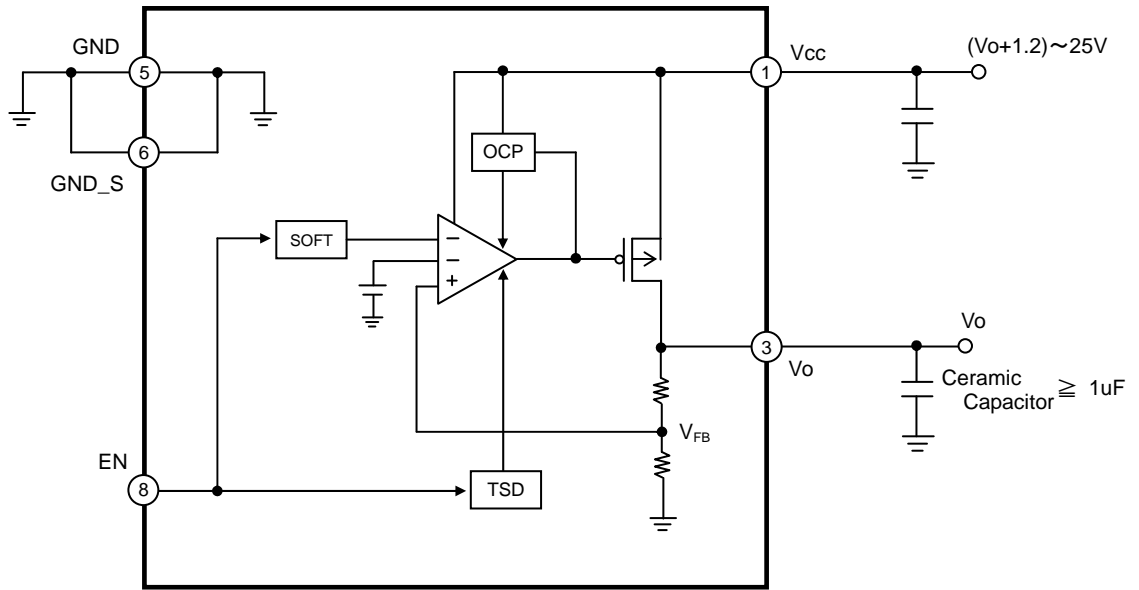 GND
5
6
GND_S
Vcc
1
(Vo+1.2)～25V
OCP
SOFT
−
−
+
3
Vo
Vo
Ceramic
Capacitor ≧ 1uF
VFB
EN
8
TSD